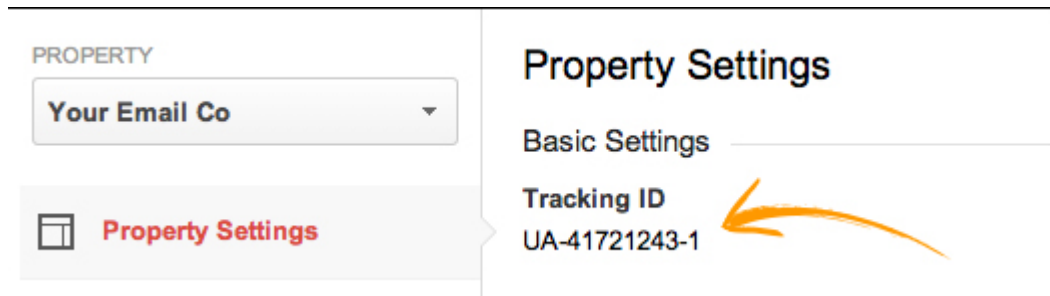 PROPERTY
Your Email Co
Property Settings
Property Settings
Basic Settings
Tracking ID
UA-41721243-1